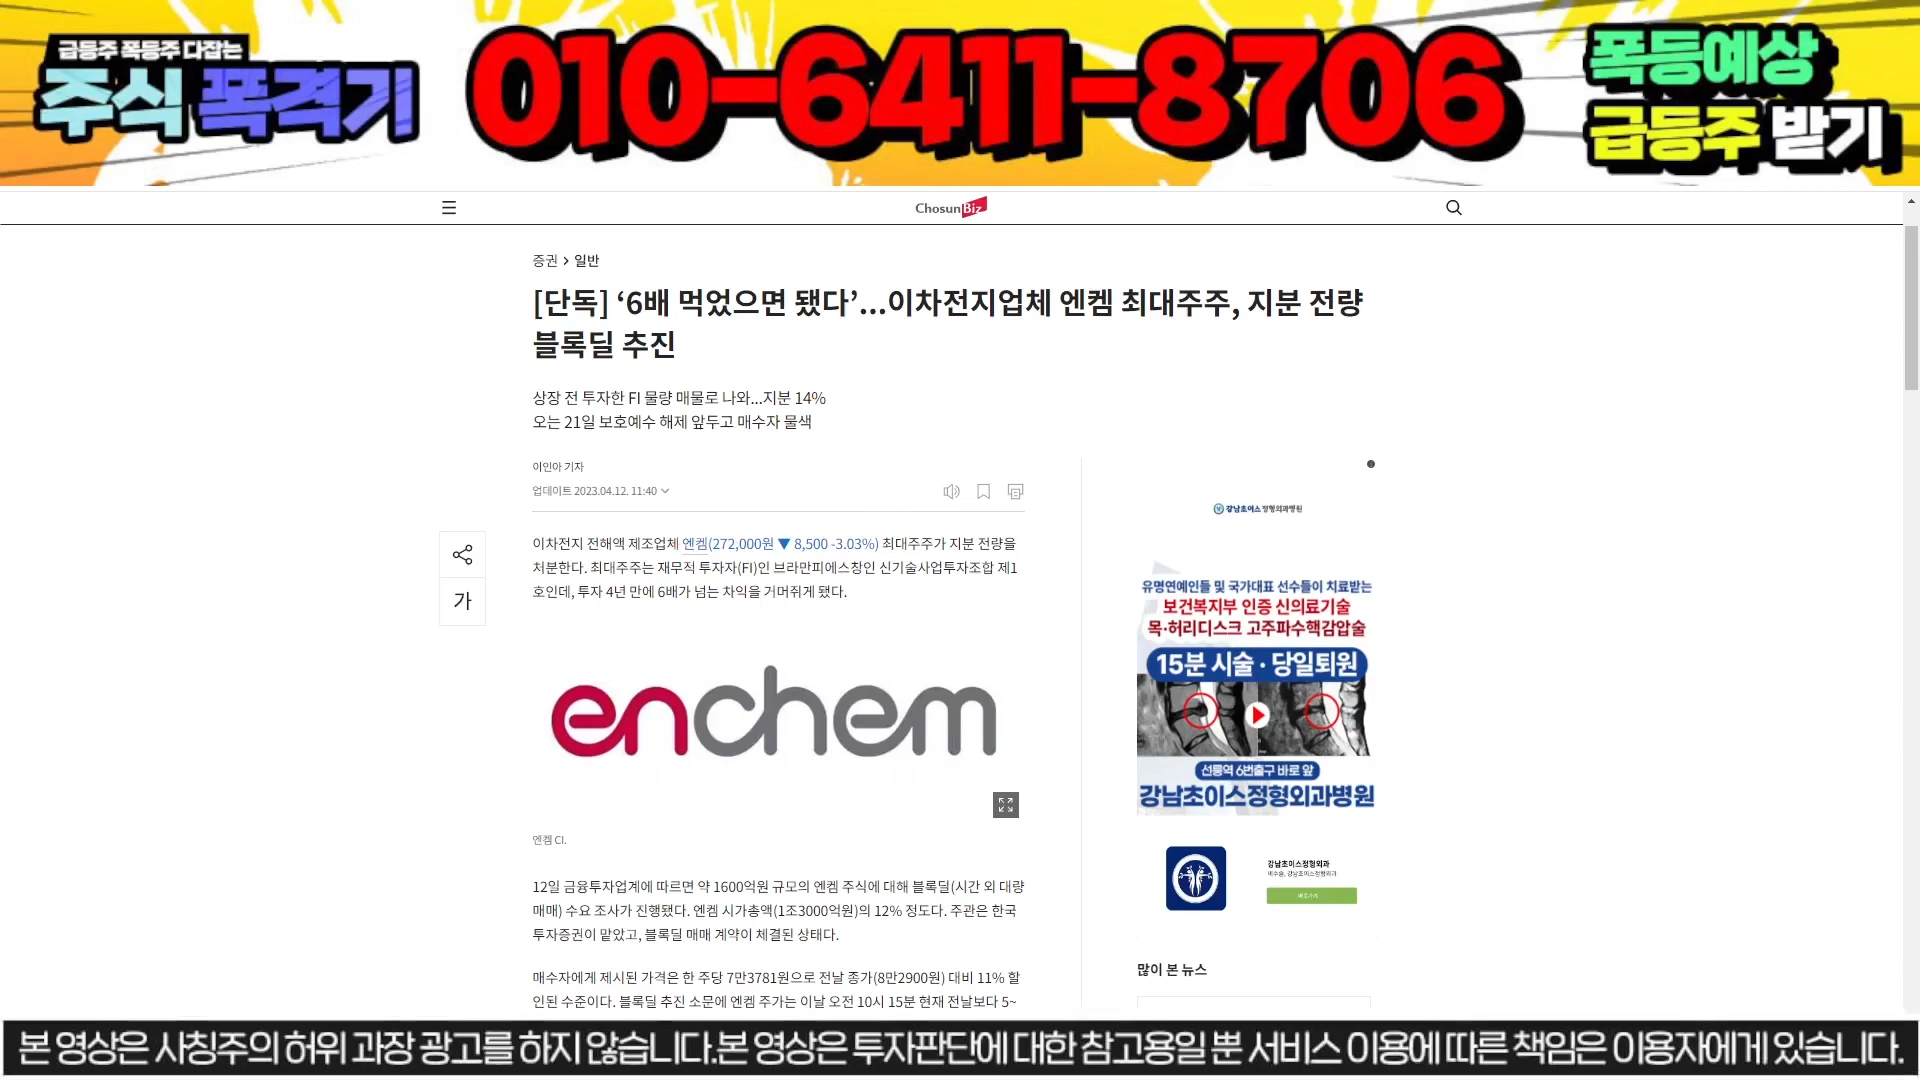 급등주 폭등주 다잡는
주식 폭격기
010-6411-8706
폭등예상
급등주 받기
ChosunBiz
증권 > 일반
[단독] ‘6배 먹었으면 됐다’...이차전지업체 엔켐 최대주주, 지분 전량
블록딜 추진
상장 전 투자한 FI 물량 매물로 나와...지분 14%
오는 21일 보호예수 해제 앞두고 매수자 물색
이인아 기자
업데이트 2023.04.12. 11:40
가
이차전지 전해액 제조업체 엔켐(272,000원 ▼ 8,500 -3.03%) 최대주주가 지분 전량을
처분한다. 최대주주는 재무적 투자자(FI)인 브라만피에스창인 신기술사업투자조합 제1
호인데, 투자 4년 만에 6배가 넘는 차익을 거머쥐게 됐다.
enchem
엔켐 CI.
12일 금융투자업계에 따르면 약 1600억원 규모의 엔켐 주식에 대해 블록딜(시간 외 대량
매매) 수요 조사가 진행됐다. 엔켐 시가총액(1조3000억원)의 12% 정도다. 주관은 한국
투자증권이 맡았고, 블록딜 매매 계약이 체결된 상태다.
매수자에게 제시된 가격은 한 주당 7만3781원으로 전날 종가(8만2900원) 대비 11% 할
인된 수준이다. 블록딜 추진 소문에 엔켐 주가는 이날 오전 10시 15분 현재 전날보다 5~
강남초이스정형외과병원
유명연예인들 및 국가대표 선수들이 치료받는
보건복지부 인증 신의료기술
목·허리디스크 고주파수핵감압술
15분 시술 · 당일퇴원
선릉역 6번출구 바로 앞
강남초이스정형외과병원
강남초이스정형외과
비수술, 강남초이스정형외과
바로가기
많이 본 뉴스
본 영상은 사칭주의 허위 과장 광고를 하지 않습니다.본 영상은 투자판단에 대한 참고용일 뿐 서비스 이용에 따른 책임은 이용자에게 있습니다.